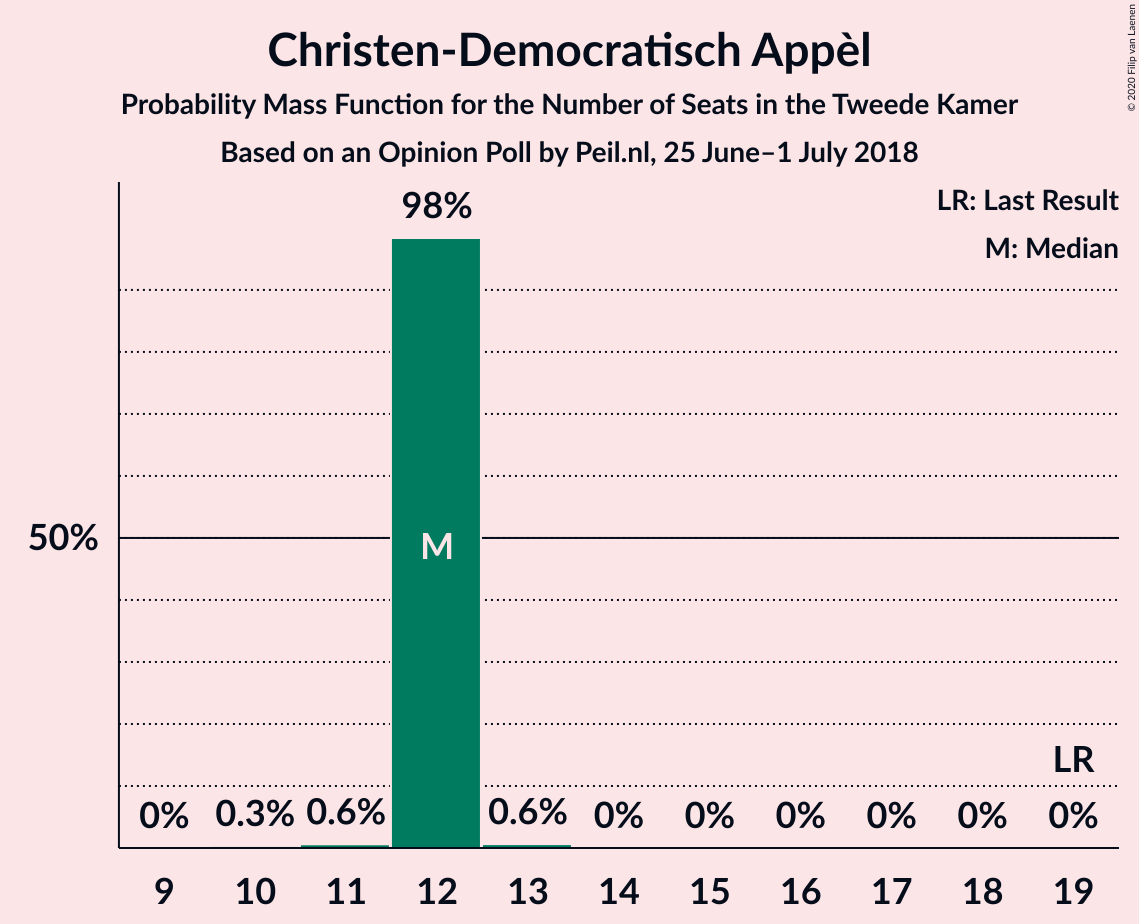 Christen-Democratisch Appèl
Probability Mass Function for the Number of Seats in the Tweede Kamer
Based on an Opinion Poll by Peil.nl, 25 June–1 July 2018
© 2020 Filip van Laenen
LR: Last Result
M: Median
98%
50%
M
LR
0% 0.3% 0.6% 0.6% 0% 0% 0% 0% 0% 0%
9 10 11 12 13 14 15 16 17 18 19